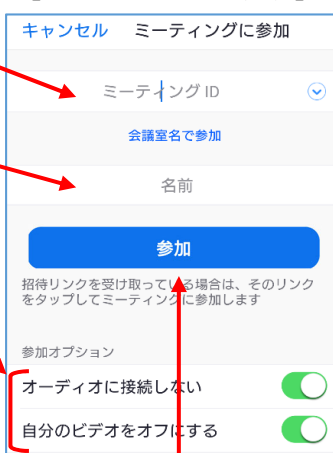 キャンセル ミーティングに参加
ミーティング ID
会議室名で参加
名前
参加
招待リンクを受け取っている場合は、そのリンク
をタップしてミーティングに参加します
参加オプション
オーディオに接続しない
自分のビデオをオフにする